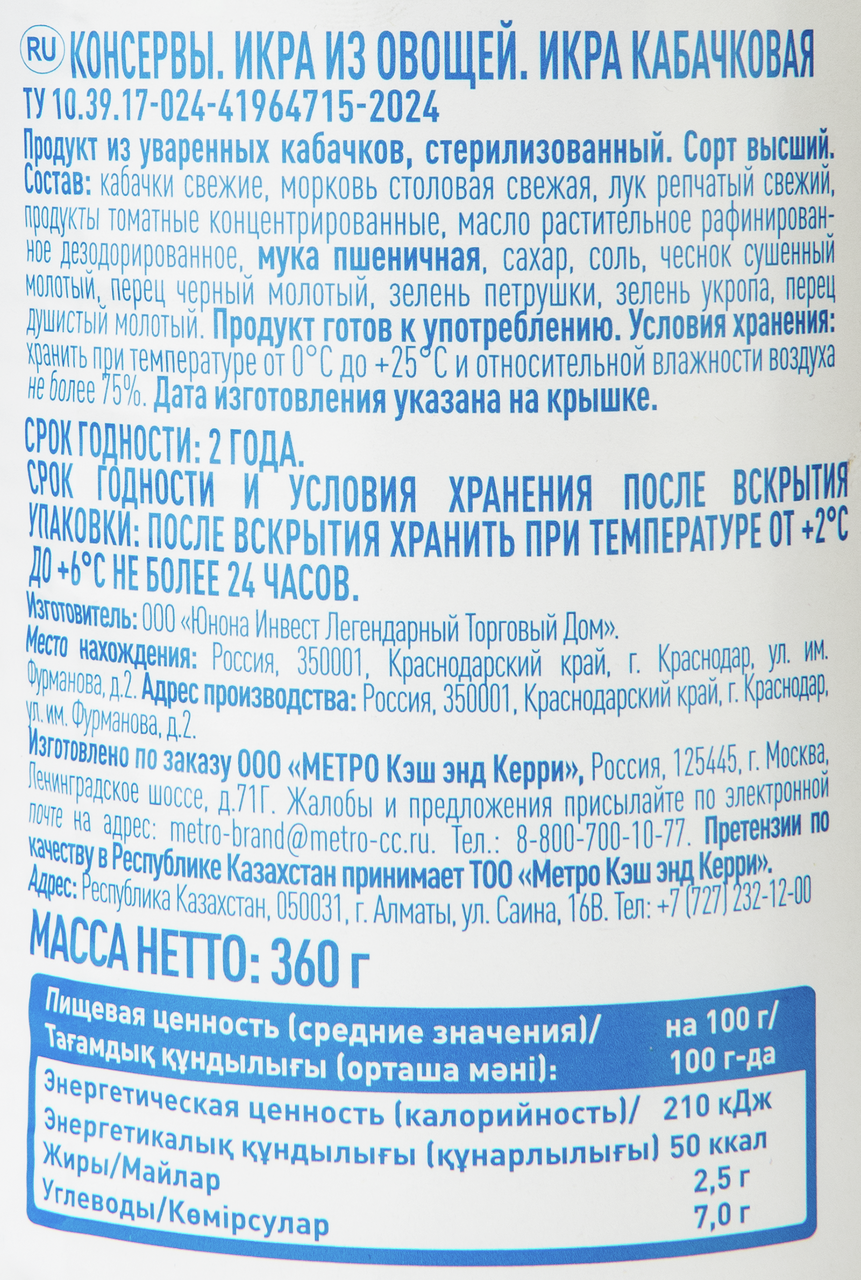 RU КОНСЕРВЫ. ИКРА ИЗ ОВОЩЕЙ. ИКРА КАБАЧКОВАЯ
ТУ 10.39.17-024-41964715-2024
Продукт из уваренных кабачков, стерилизованный. Сорт высший.
Состав: кабачки свежие, морковь столовая свежая, лук репчатый свежий,
продукты томатные концентрированные, масло растительное рафинирован-
ное дезодорированное, мука пшеничная, сахар, соль, чеснок сушенный
молотый, перец черный молотый, зелень петрушки, зелень укропа, перец
душистый молотый. Продукт готов к употреблению. Условия хранения:
хранить при температуре от 0°С до +25°С и относительной влажности воздуха
не более 75%. Дата изготовления указана на крышке.
СРОК ГОДНОСТИ: 2 ГОДА.
СРОК ГОДНОСТИ И УСЛОВИЯ ХРАНЕНИЯ ПОСЛЕ ВСКРЫТИЯ
УПАКОВКИ: ПОСЛЕ ВСКРЫТИЯ ХРАНИТЬ ПРИ ТЕМПЕРАТУРЕ ОТ +2°С
ДО +6°С НЕ БОЛЕЕ 24 ЧАСОВ.
Изготовитель: ООО «Юнона Инвест Легендарный Торговый Дом».
Место нахождения: Россия, 350001, Краснодарский край, г. Краснодар, ул. им.
Фурманова, д.2. Адрес производства: Россия, 350001, Краснодарский край, г. Краснодар,
ул. им. Фурманова, д.2.
Изготовлено по заказу ООО «МЕТРО Кэш энд Керри», Россия, 125445, г. Москва,
Ленинградское шоссе, д.71Г. Жалобы и предложения присылайте по электронной
почте на адрес: metro-brand@metro-cc.ru. Тел.: 8-800-700-10-77. Претензии по
качеству в Республике Казахстан принимает ТОО «Метро Кэш энд Керри».
Адрес: Республика Казахстан, 050031, г. Алматы, ул. Саина, 16В. Тел: +7 (727) 232-12-00
МАССА НЕТТО: 360 г
Пищевая ценность (средние значения)/ на 100 г/
Тағамдық құндылығы (орташа мәні): 100 г-да
Энергетическая ценность (калорийность)/ 210 кДж
Энергетикалық құндылығы (құнарлылығы) 50 ккал
Жиры/Майлар 2,5 г
Углеводы/Көмірсулар 7,0 г